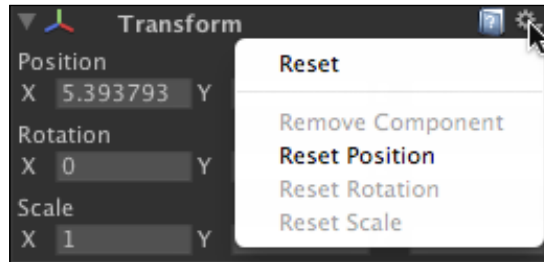 Transform
Position
X 5.393793 Y
Rotation
X 0 Y
Scale
X 1 Y
Reset
Remove Component
Reset Position
Reset Rotation
Reset Scale